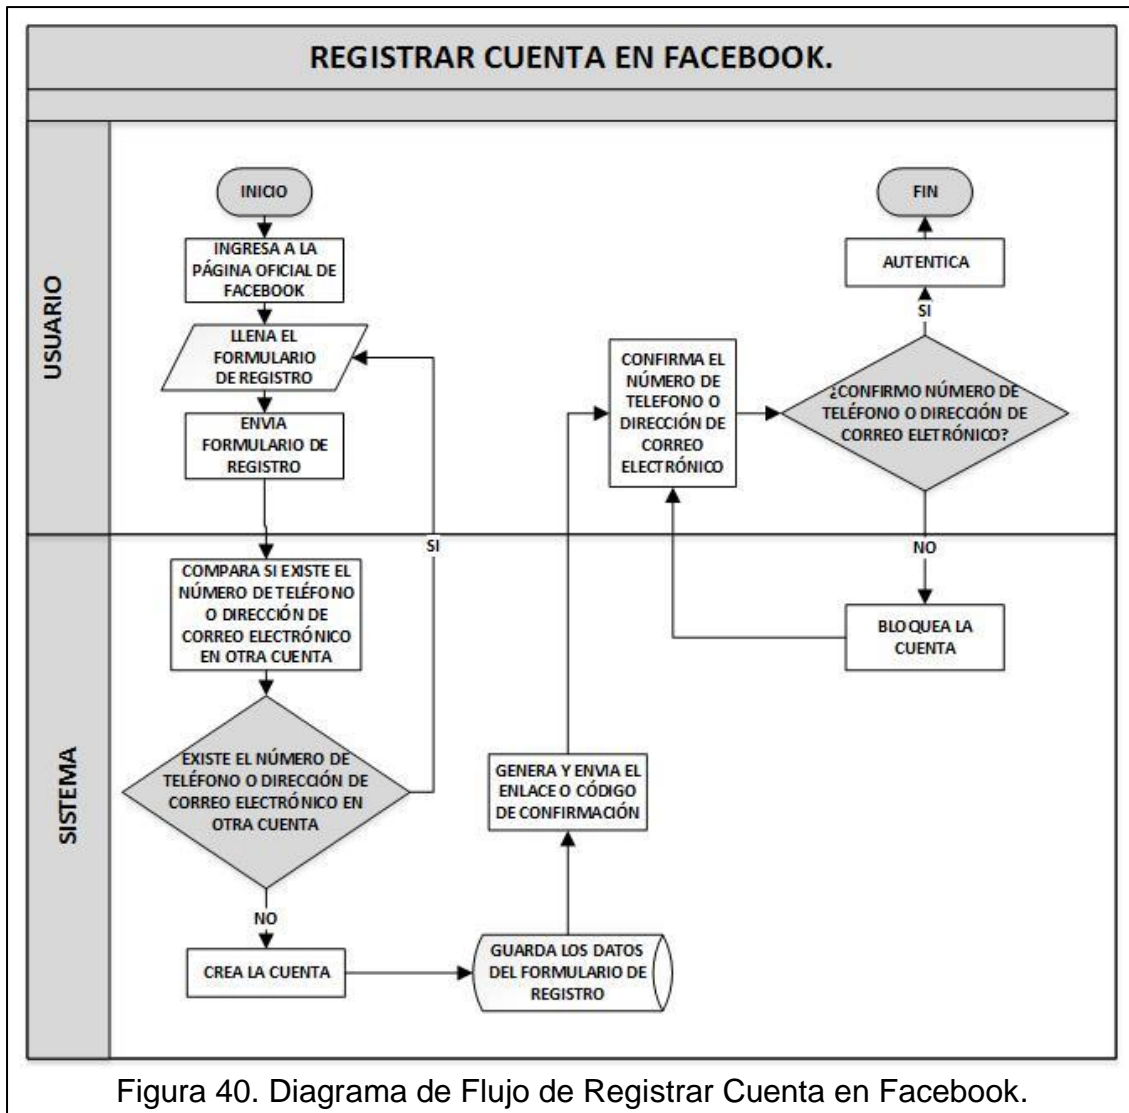 REGISTRAR CUENTA EN FACEBOOK.
USUARIO
INICIO
INGRESA A LA
PÁGINA OFICIAL DE
FACEBOOK
LLENA EL
FORMULARIO
DE REGISTRO
ENVIA
FORMULARIO DE
REGISTRO
CONFIRMA EL
NÚMERO DE
TELEFONO O
DIRECCIÓN DE
CORREO
ELECTRÓNICO
¿CONFIRMO NÚMERO DE
TELÉFONO O DIRECCIÓN DE
CORREO ELETRÓNICO?
SI
AUTENTICA
FIN
SISTEMA
COMPARA SI EXISTE EL
NÚMERO DE TELÉFONO
O DIRECCIÓN DE
CORREO ELECTRÓNICO
EN OTRA CUENTA
EXISTE EL NÚMERO DE
TELÉFONO O DIRECCIÓN DE
CORREO ELECTRÓNICO EN
OTRA CUENTA
SI
NO
CREA LA CUENTA
GUARDA LOS DATOS
DEL FORMULARIO DE
REGISTRO
GENERA Y ENVIA EL
ENLACE O CÓDIGO
DE CONFIRMACIÓN
NO
BLOQUEA LA
CUENTA
Figura 40. Diagrama de Flujo de Registrar Cuenta en Facebook.